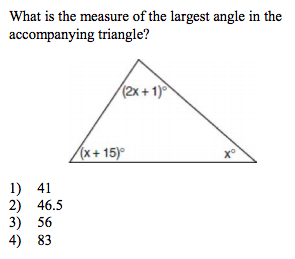 What is the measure of the largest angle in the
accompanying triangle?
(2x + 1)°
(x + 15)°
x°
1) 41
2) 46.5
3) 56
4) 83